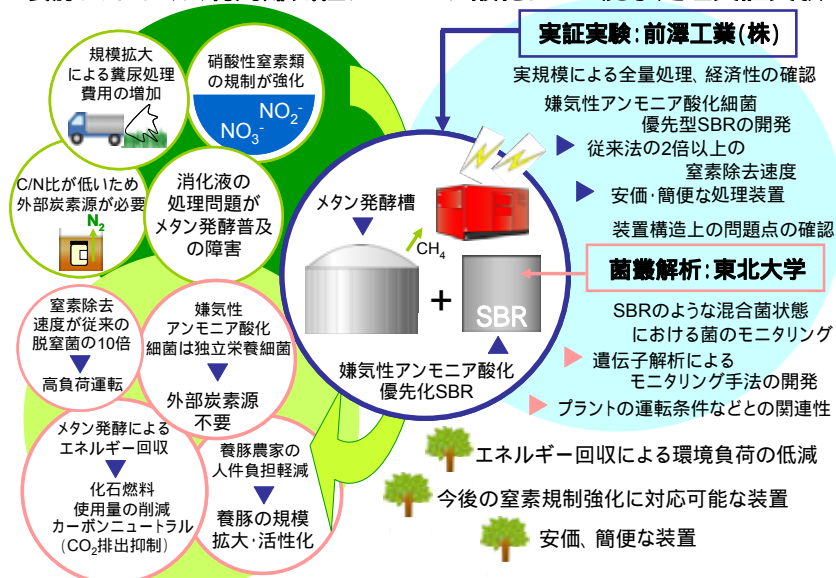 規模拡大
による糞尿処理
費用の増加
硝酸性窒素類
の規制が強化
NO2-
NO3-
C/N比が低いため
外部炭素源が必要
N2
消化液の
処理問題が
メタン発酵普及
の障害
窒素除去
速度が従来の
脱窒菌の10倍
高負荷運転
嫌気性
アンモニア酸化
細菌は独立栄養細菌
外部炭素源
不要
メタン発酵による
エネルギー回収
化石燃料
使用量の削減
カーボンニュートラル
(CO2排出抑制)
養豚農家の
人件負担軽減
養豚の規模
拡大・活性化
メタン発酵槽
CH4
+
SBR
嫌気性アンモニア酸化
優先化SBR
実証実験:前澤工業(株)
実規模による全量処理、経済性の確認
嫌気性アンモニア酸化細菌
優先型SBRの開発
従来法の2倍以上の
窒素除去速度
安価・簡便な処理装置
装置構造上の問題点の確認
菌叢解析:東北大学
SBRのような混合菌状態
における菌のモニタリング
遺伝子解析による
モニタリング手法の開発
プラントの運転条件などとの関連性
エネルギー回収による環境負荷の低減
今後の窒素規制強化に対応可能な装置
安価、簡便な装置